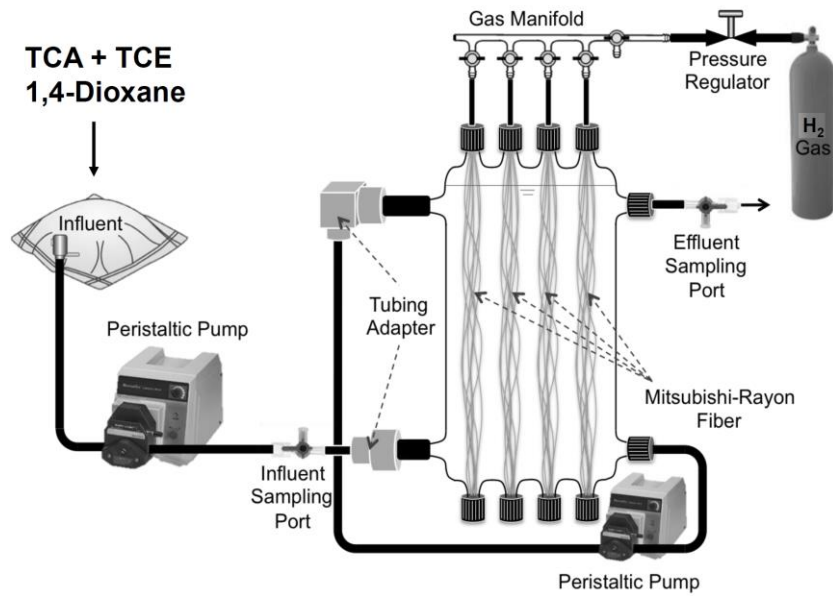 TCA + TCE
1,4-Dioxane
Influent
Peristaltic Pump
Influent
Sampling
Port
Tubing
Adapter
Gas Manifold
Pressure
Regulator
H₂
Gas
Effluent
Sampling
Port
Mitsubishi-Rayon
Fiber
Peristaltic Pump